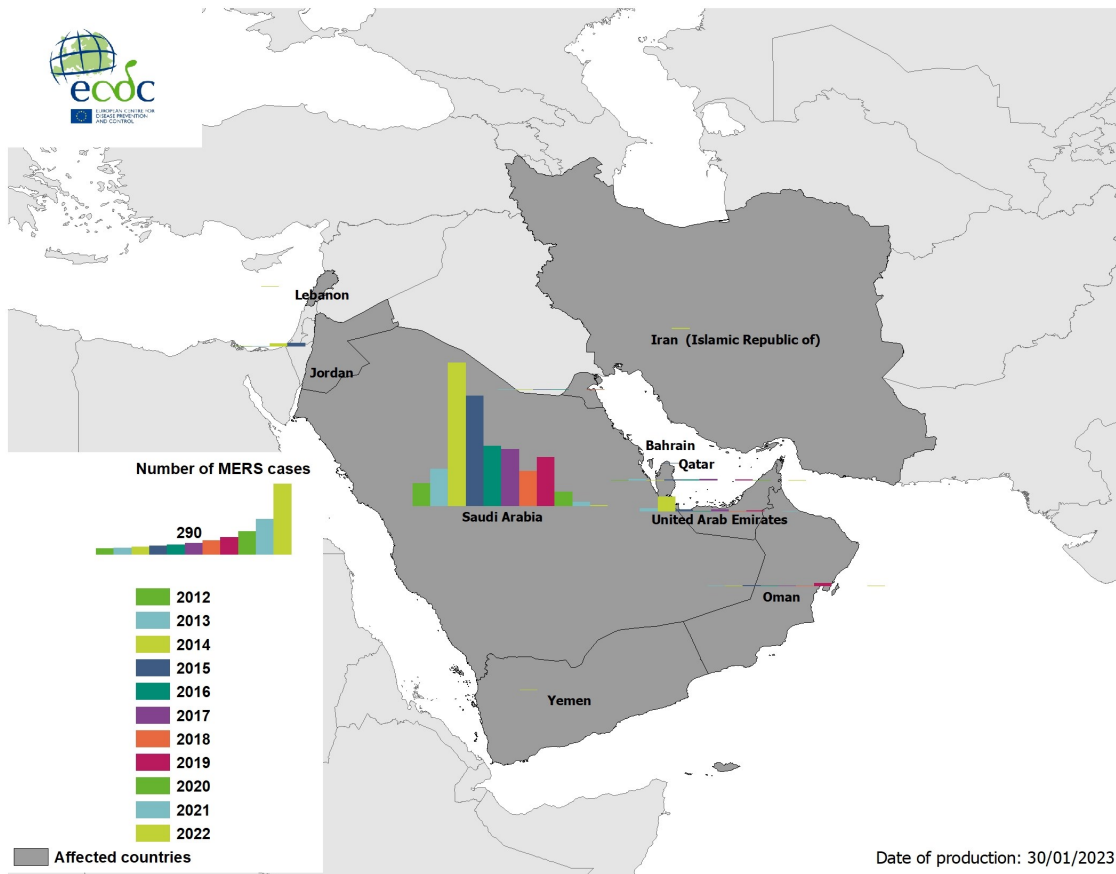 ecdc
EUROPEAN CENTRE FOR
DISEASE PREVENTION
AND CONTROL
Lebanon
Iran (Islamic Republic of)
Jordan
Bahrain
Qatar
Saudi Arabia
United Arab Emirates
Oman
Yemen
Number of MERS cases
290
2012
2013
2014
2015
2016
2017
2018
2019
2020
2021
2022
Affected countries
Date of production: 30/01/2023